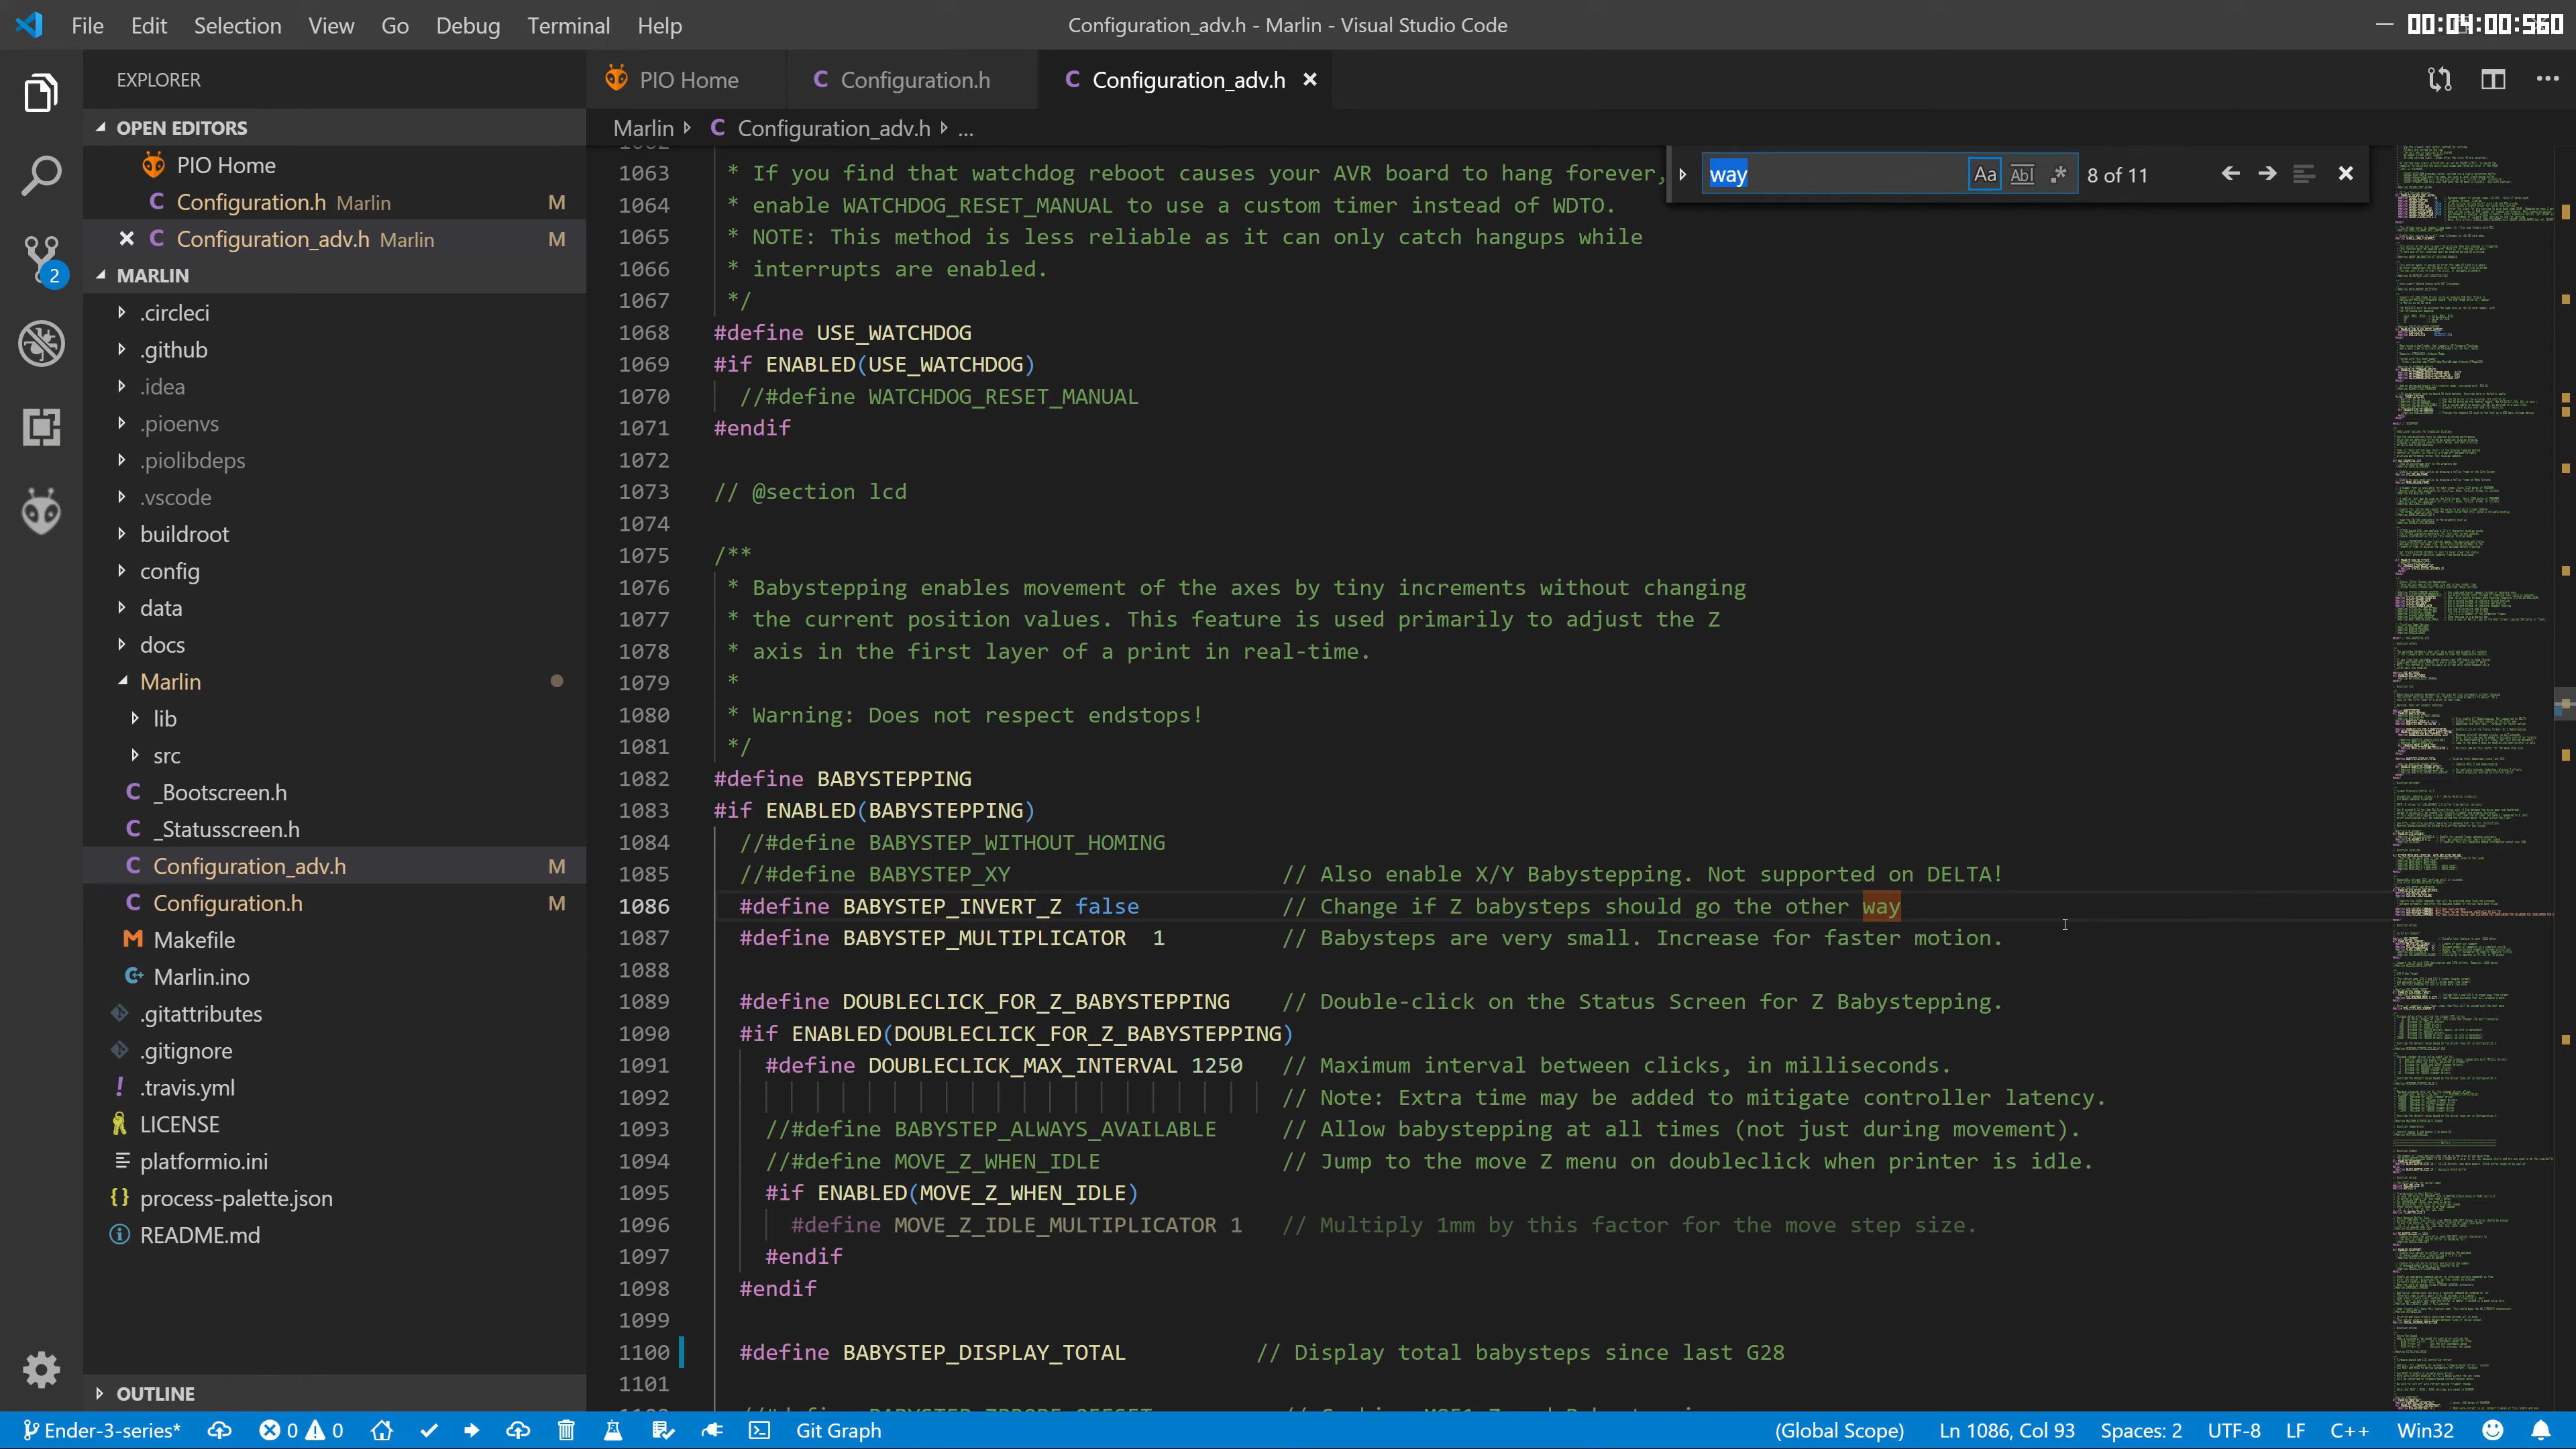 File Edit Selection View Go Debug Terminal Help
Configuration_adv.h - Marlin - Visual Studio Code
00:04:00:560
EXPLORER
OPEN EDITORS
PIO Home
C Configuration.h Marlin M
C Configuration_adv.h Marlin M
2
MARLIN
.circleci
.github
.idea
.pioenvs
.piolibdeps
.vscode
buildroot
config
data
docs
Marlin
lib
src
C _Bootscreen.h
C _Statusscreen.h
C Configuration_adv.h M
C Configuration.h M
M Makefile
Marlin.ino
.gitattributes
.gitignore
! .travis.yml
LICENSE
platformio.ini
{} process-palette.json
README.md
OUTLINE
PIO Home C Configuration.h C Configuration_adv.h
Marlin C Configuration_adv.h ...
way Aa Abl .* 8 of 11
1063 * If you find that watchdog reboot causes your AVR board to hang forever,
1064 * enable WATCHDOG_RESET_MANUAL to use a custom timer instead of WDTO.
1065 * NOTE: This method is less reliable as it can only catch hangups while
1066 * interrupts are enabled.
1067 */
1068 #define USE_WATCHDOG
1069 #if ENABLED(USE_WATCHDOG)
1070 //#define WATCHDOG_RESET_MANUAL
1071 #endif
1072
1073 // @section lcd
1074
1075 /**
1076 * Babystepping enables movement of the axes by tiny increments without changing
1077 * the current position values. This feature is used primarily to adjust the Z
1078 * axis in the first layer of a print in real-time.
1079 *
1080 * Warning: Does not respect endstops!
1081 */
1082 #define BABYSTEPPING
1083 #if ENABLED(BABYSTEPPING)
1084 //#define BABYSTEP_WITHOUT_HOMING
1085 //#define BABYSTEP_XY // Also enable X/Y Babystepping. Not supported on DELTA!
1086 #define BABYSTEP_INVERT_Z false // Change if Z babysteps should go the other way
1087 #define BABYSTEP_MULTIPLICATOR 1 // Babysteps are very small. Increase for faster motion.
1088
1089 #define DOUBLECLICK_FOR_Z_BABYSTEPPING // Double-click on the Status Screen for Z Babystepping.
1090 #if ENABLED(DOUBLECLICK_FOR_Z_BABYSTEPPING)
1091 #define DOUBLECLICK_MAX_INTERVAL 1250 // Maximum interval between clicks, in milliseconds.
1092 // Note: Extra time may be added to mitigate controller latency.
1093 //#define BABYSTEP_ALWAYS_AVAILABLE // Allow babystepping at all times (not just during movement).
1094 //#define MOVE_Z_WHEN_IDLE // Jump to the move Z menu on doubleclick when printer is idle.
1095 #if ENABLED(MOVE_Z_WHEN_IDLE)
1096 #define MOVE_Z_IDLE_MULTIPLICATOR 1 // Multiply 1mm by this factor for the move step size.
1097 #endif
1098 #endif
1099
1100 #define BABYSTEP_DISPLAY_TOTAL // Display total babysteps since last G28
1101
Ender-3-series* 0 0 Git Graph (Global Scope) Ln 1086, Col 93 Spaces: 2 UTF-8 LF C++ Win32